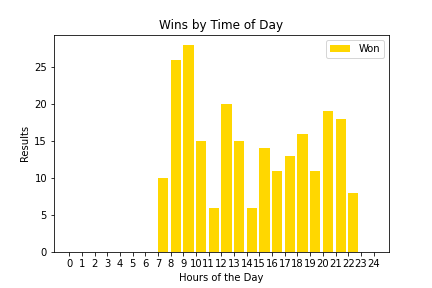 Wins by Time of Day
Won
Results
25
20
15
10
5
0
0 1 2 3 4 5 6 7 8 9 10 11 12 13 14 15 16 17 18 19 20 21 22 23 24
Hours of the Day